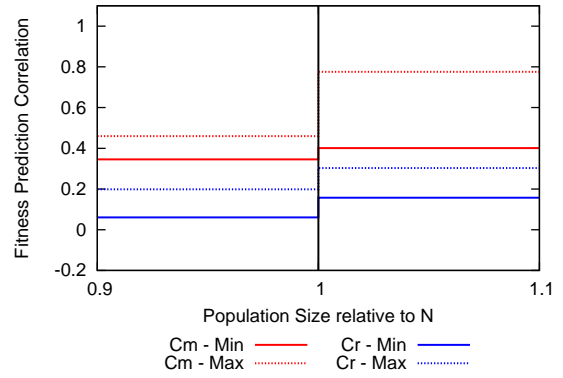 1
0.8
0.6
0.4
0.2
0
-0.2
Fitness Prediction Correlation
0.9 1 1.1
Population Size relative to N
Cm - Min Cr - Min
Cm - Max Cr - Max